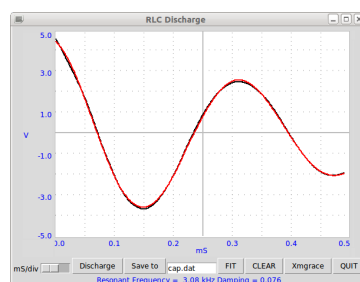 RLC Discharge
5.0
3.0
1.0
V
-1.0
-3.0
-5.0
0.0 0.1 0.2 0.3 0.4 0.5
mS
mS/div Discharge Save to cap.dat FIT CLEAR Xmgrace QUIT
Resonant Frequency = 3.08 kHz Damping = 0.076